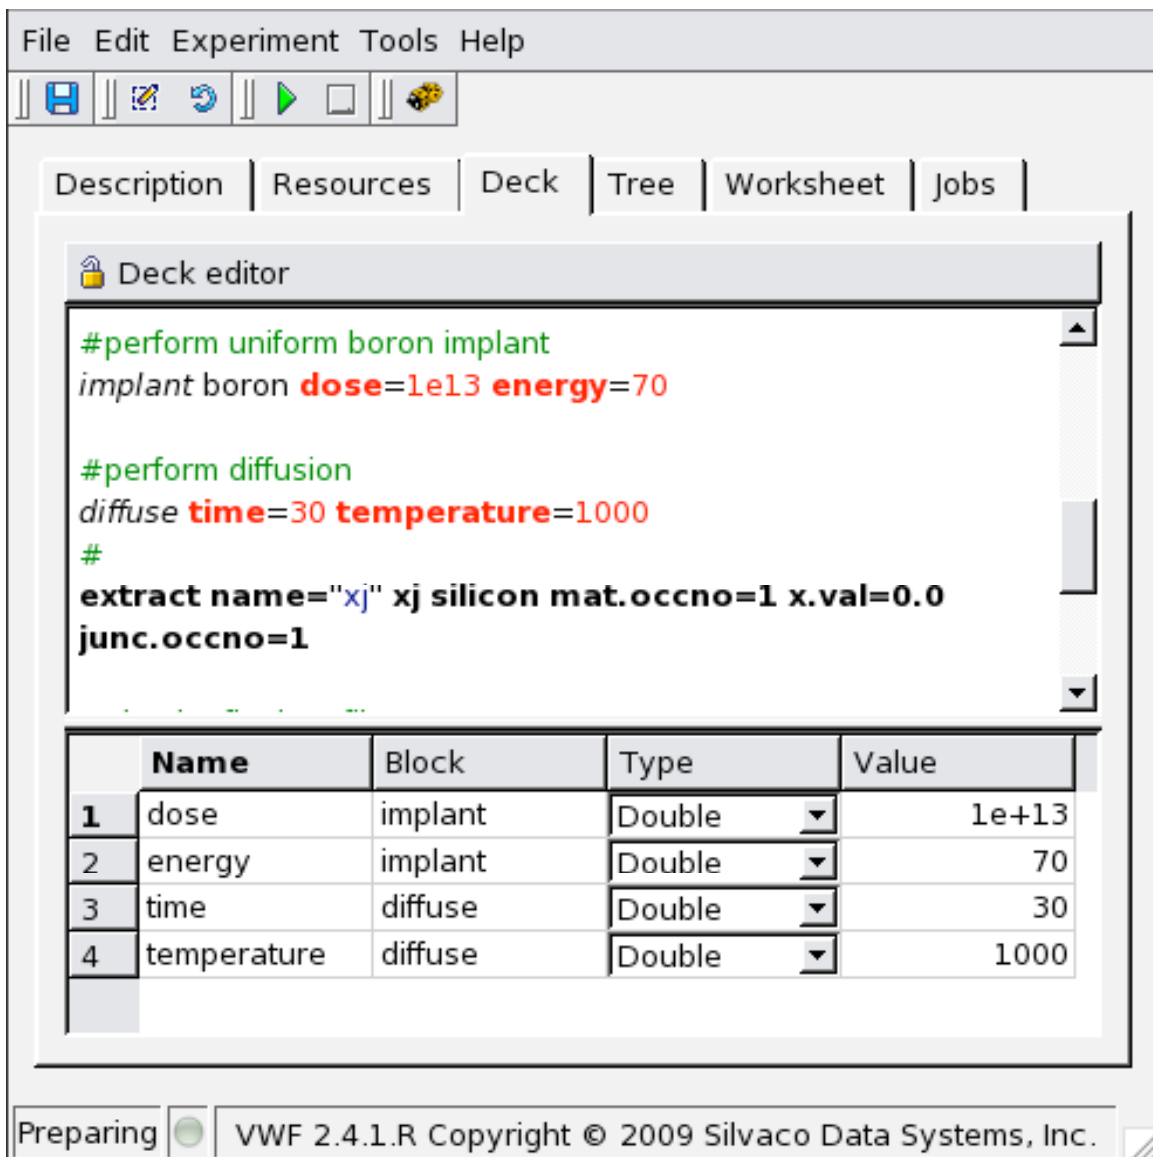 File Edit Experiment Tools Help
Description Resources Deck Tree Worksheet Jobs
Deck editor
#perform uniform boron implant
implant boron dose=1e13 energy=70
#perform diffusion
diffuse time=30 temperature=1000
#
extract name="xj" xj silicon mat.occno=1 x.val=0.0
junc.occno=1
Name Block Type Value
1 dose implant Double 1e+13
2 energy implant Double 70
3 time diffuse Double 30
4 temperature diffuse Double 1000
Preparing VWF 2.4.1.R Copyright © 2009 Silvaco Data Systems, Inc.